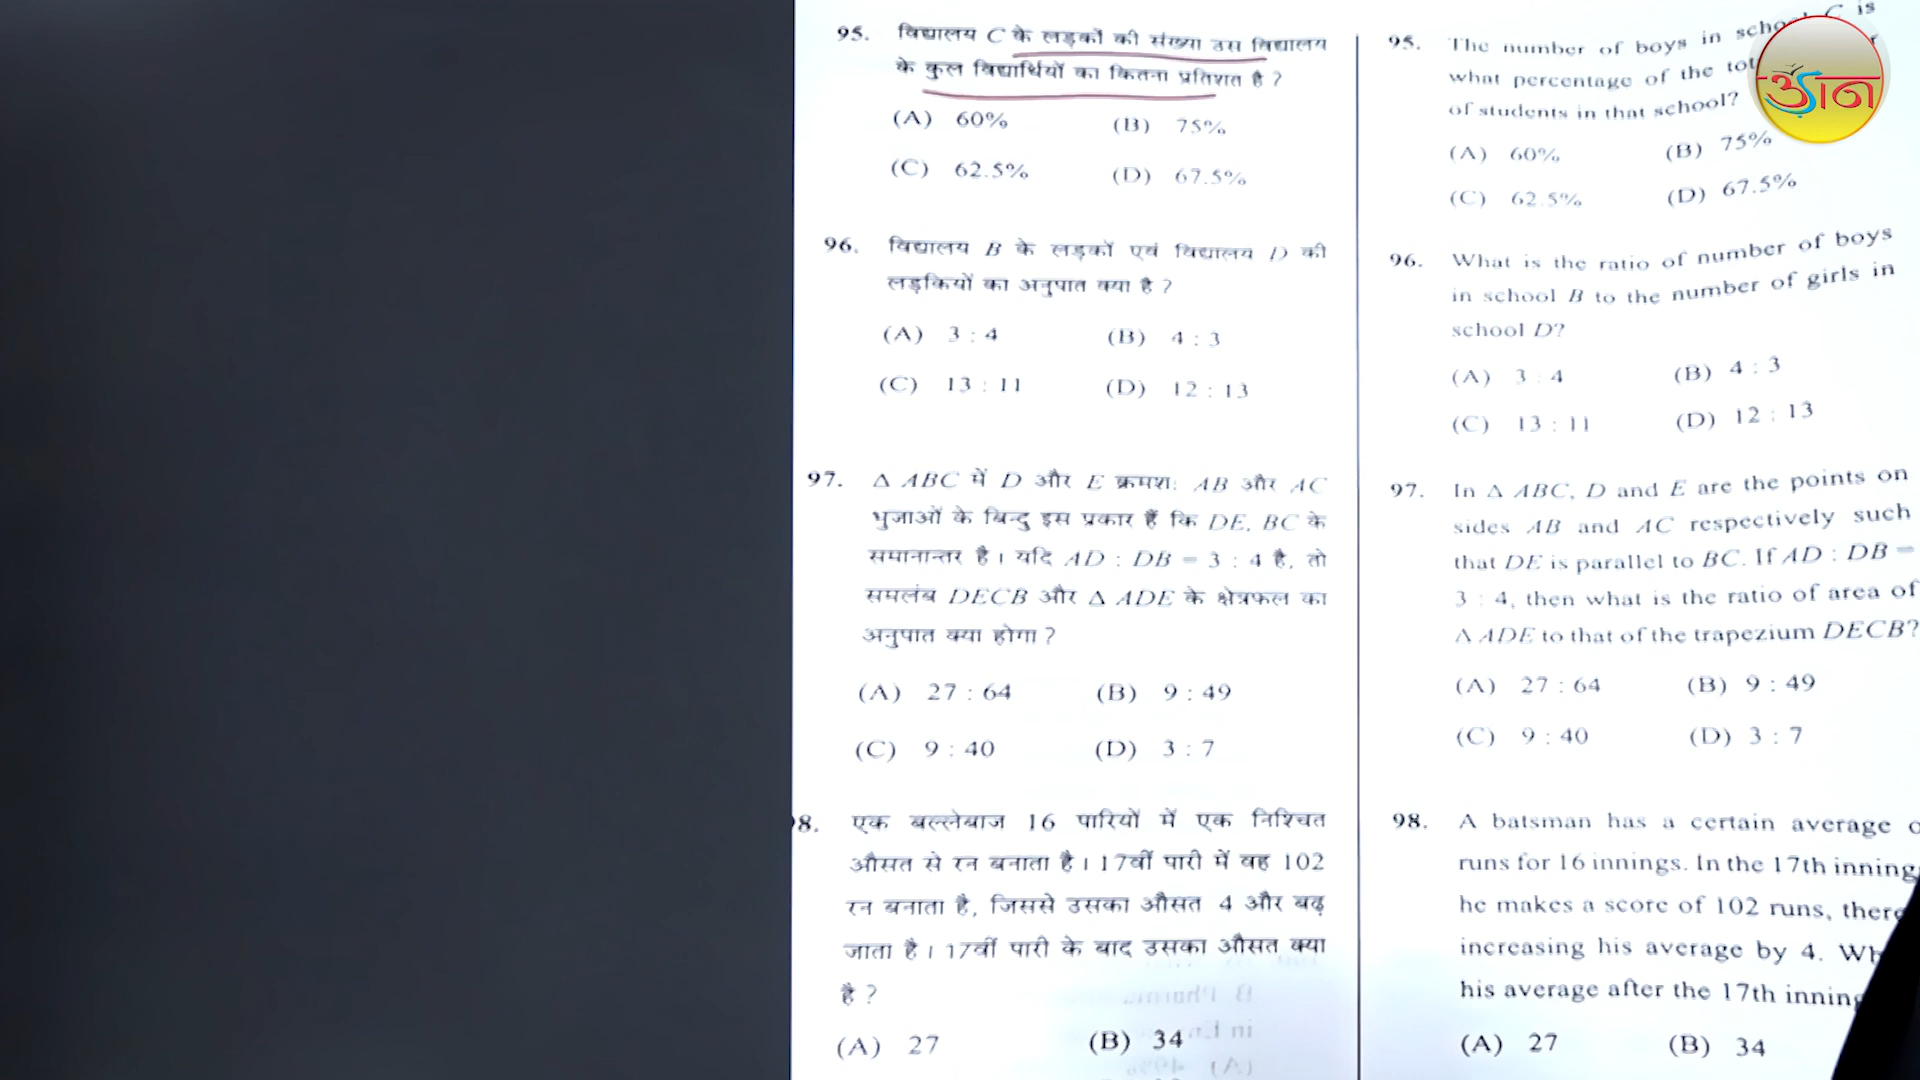 95. विद्यालय C के लड़कों की संख्या उस विद्यालय
के कुल विद्यार्थियों का कितना प्रतिशत है ?
(A) 60% (B) 75%
(C) 62.5% (D) 67.5%
96. विद्यालय B के लड़कों एवं विद्यालय D की
लड़कियों का अनुपात क्या है ?
(A) 3 : 4 (B) 4 : 3
(C) 13 : 11 (D) 12 : 13
97. Δ ABC में D और E क्रमशः AB और AC
भुजाओं के बिन्दु इस प्रकार हैं कि DE, BC के
समानान्तर है। यदि AD : DB = 3 : 4 है, तो
समलंब DECB और Δ ADE के क्षेत्रफल का
अनुपात क्या होगा ?
(A) 27 : 64 (B) 9 : 49
(C) 9 : 40 (D) 3 : 7
98. एक बल्लेबाज 16 पारियों में एक निश्चित
औसत से रन बनाता है। 17वीं पारी में वह 102
रन बनाता है, जिससे उसका औसत 4 और बढ़
जाता है। 17वीं पारी के बाद उसका औसत क्या
है ?
(A) 27 (B) 34
95. The number of boys in school C is
what percentage of the
of students in that school?
(A) 60% (B) 75%
(C) 62.5% (D) 67.5%
96. What is the ratio of number of boys
in school B to the number of girls in
school D?
(A) 3 : 4 (B) 4 : 3
(C) 13 : 11 (D) 12 : 13
97. In Δ ABC, D and E are the points on
sides AB and AC respectively such
that DE is parallel to BC. If AD : DB =
3 : 4, then what is the ratio of area of
Δ ADE to that of the trapezium DECB?
(A) 27 : 64 (B) 9 : 49
(C) 9 : 40 (D) 3 : 7
98. A batsman has a certain average
runs for 16 innings. In the 17th inning
he makes a score of 102 runs,
increasing his average by 4.
his average after the 17th inning
(A) 27 (B) 34